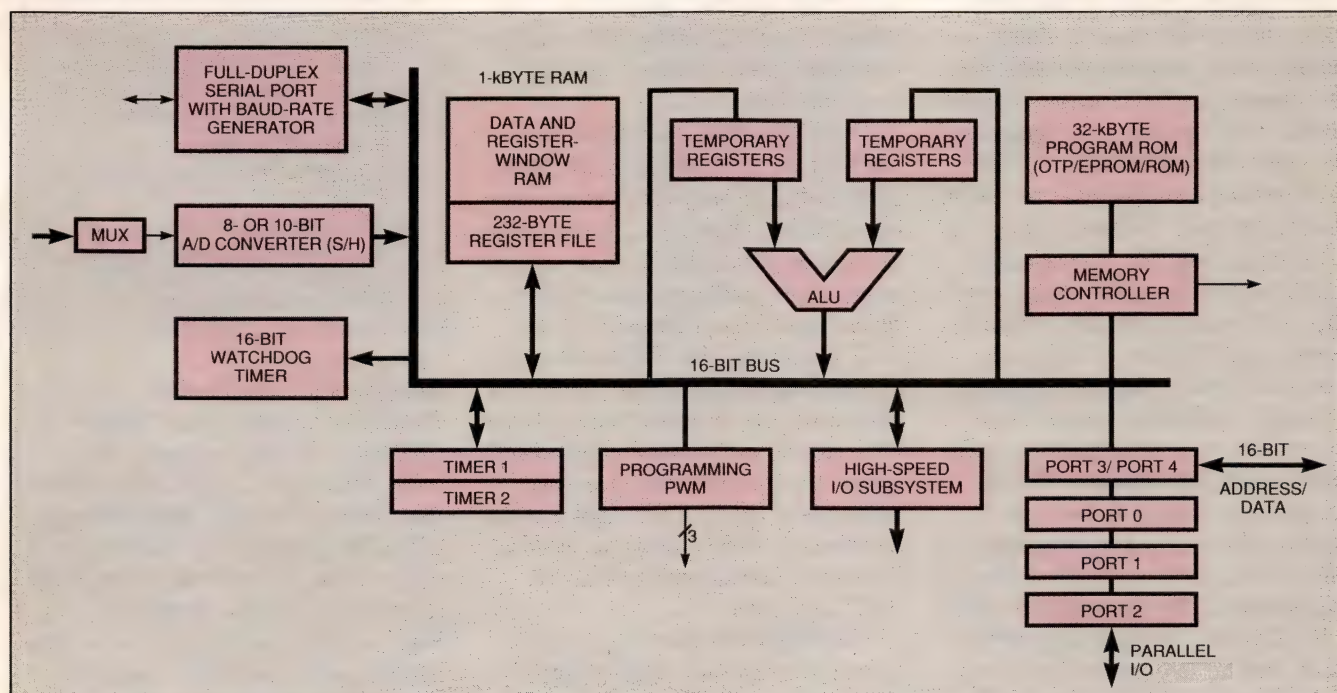 FULL-DUPLEX
SERIAL PORT
WITH BAUD-RATE
GENERATOR
MUX
8- OR 10-BIT
A/D CONVERTER (S/H)
16-BIT
WATCHDOG
TIMER
1-kBYTE RAM
DATA AND
REGISTER-
WINDOW
RAM
232-BYTE
REGISTER FILE
TEMPORARY
REGISTERS
TEMPORARY
REGISTERS
ALU
16-BIT BUS
32-kBYTE
PROGRAM ROM
(OTP/EPROM/ROM)
MEMORY
CONTROLLER
TIMER 1
TIMER 2
PROGRAMMING
PWM
3
HIGH-SPEED
I/O SUBSYSTEM
PORT 3/ PORT 4
16-BIT
ADDRESS/
DATA
PORT 0
PORT 1
PORT 2
PARALLEL
I/O